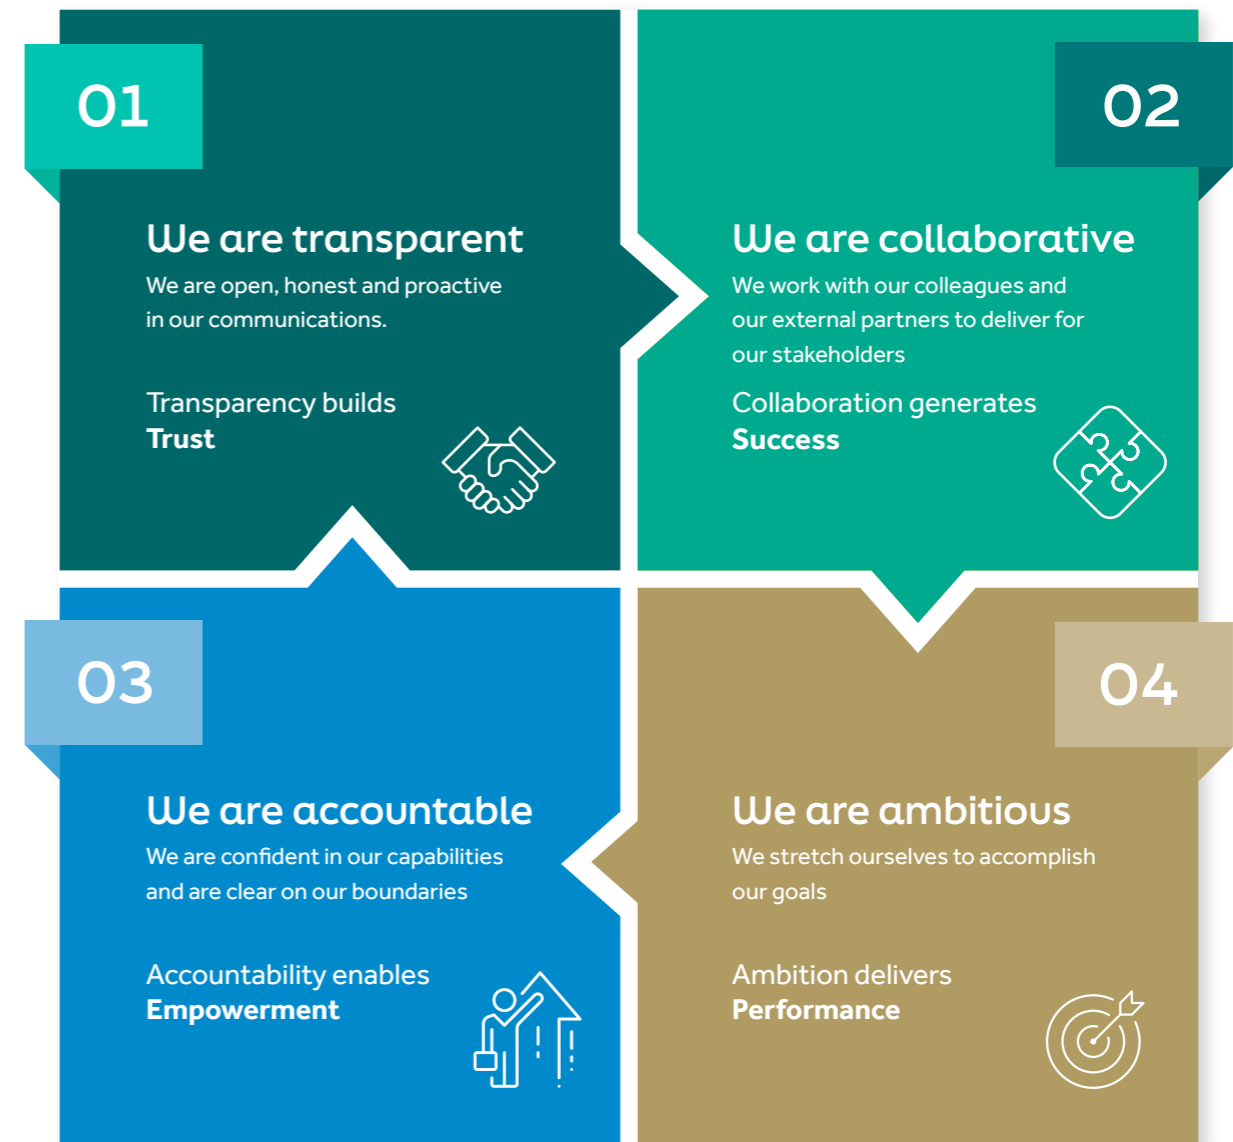 01
We are transparent
We are open, honest and proactive
in our communications.
Transparency builds
Trust
02
We are collaborative
We work with our colleagues and
our external partners to deliver for
our stakeholders
Collaboration generates
Success
03
We are accountable
We are confident in our capabilities
and are clear on our boundaries
Accountability enables
Empowerment
04
We are ambitious
We stretch ourselves to accomplish
our goals
Ambition delivers
Performance